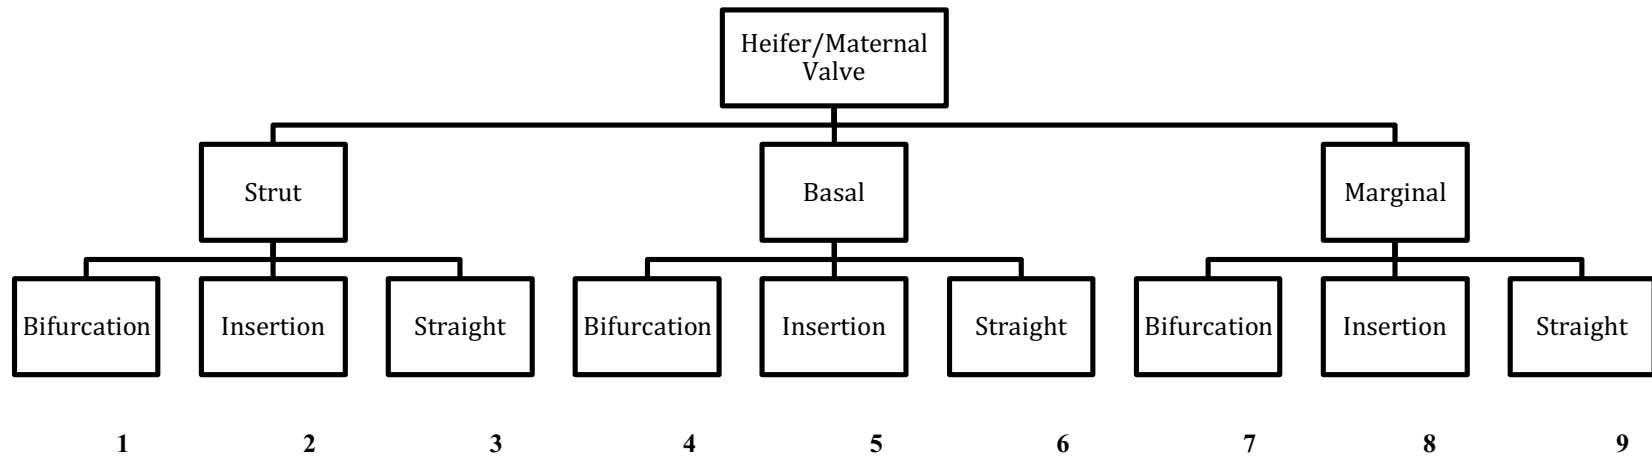 Heifer/Maternal
Valve
Strut
Basal
Marginal
Bifurcation
Insertion
Straight
Bifurcation
Insertion
Straight
Bifurcation
Insertion
Straight
1
2
3
4
5
6
7
8
9